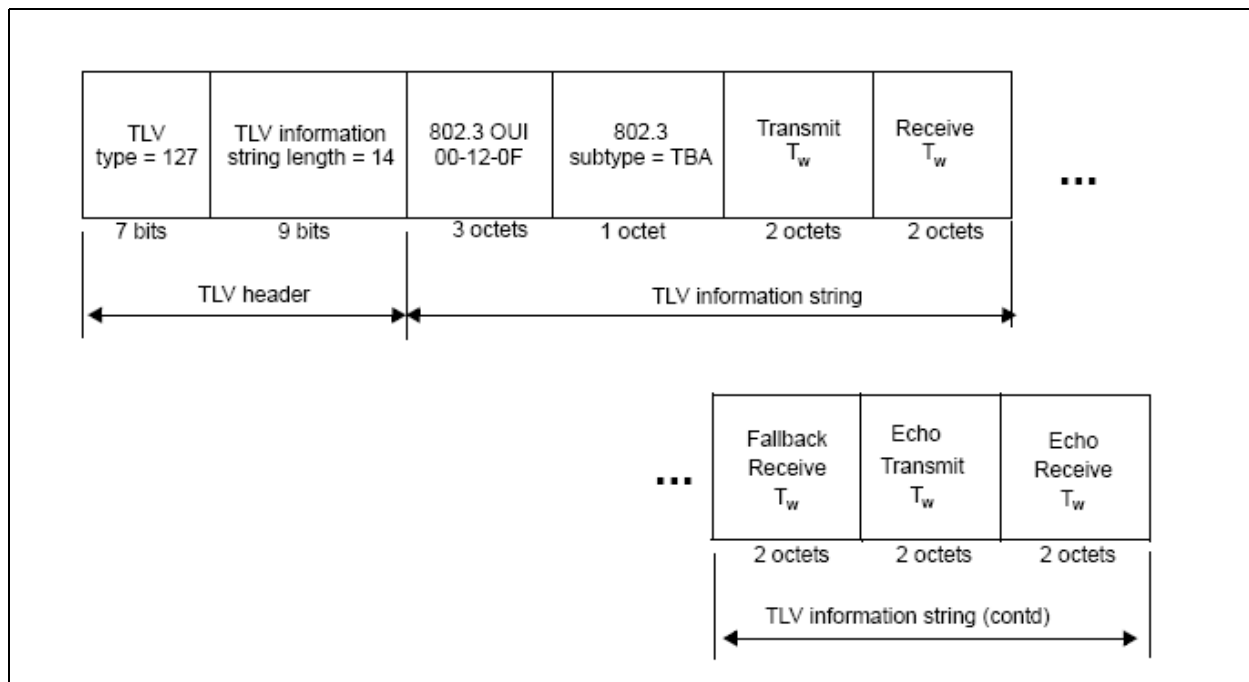 TLV
type = 127
TLV information
string length = 14
802.3 OUI
00-12-0F
802.3
subtype = TBA
Transmit
Tw
Receive
Tw
...
7 bits
9 bits
3 octets
1 octet
2 octets
2 octets
TLV header
TLV information string
...
Fallback
Receive
Tw
Echo
Transmit
Tw
Echo
Receive
Tw
2 octets
2 octets
2 octets
TLV information string (contd)